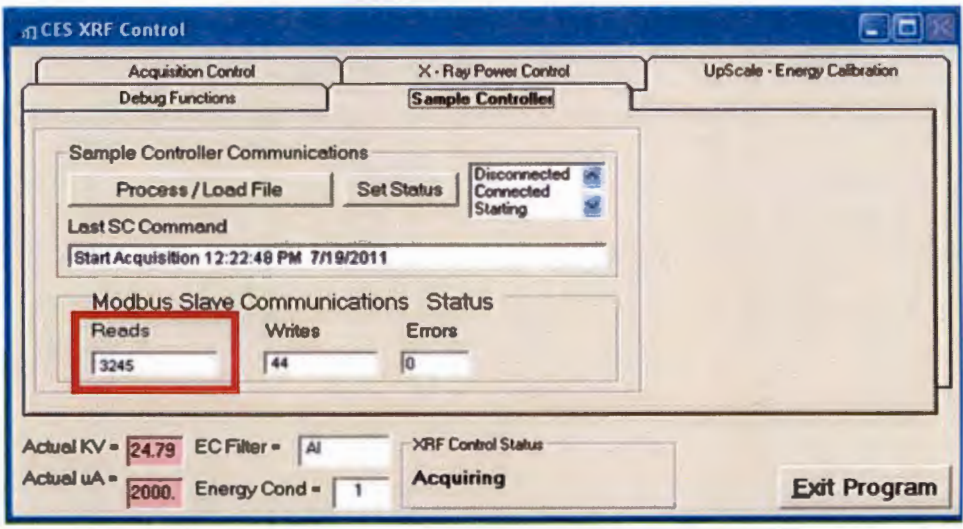 CES XRF Control
Acquisition Control X - Ray Power Control UpScale - Energy Calibration
Debug Functions Sample Controller
Sample Controller Communications
Process / Load File Set Status Disconnected
Connected
Starting
Last SC Command
Start Acquisition 12:22:48 PM 7/19/2011
Modbus Slave Communications Status
Reads Writes Errors
3245 44 0
Actual KV = 24.79 EC Filter = Al XRF Control Status
Actual uA = 2000. Energy Cond = 1 Acquiring
Exit Program